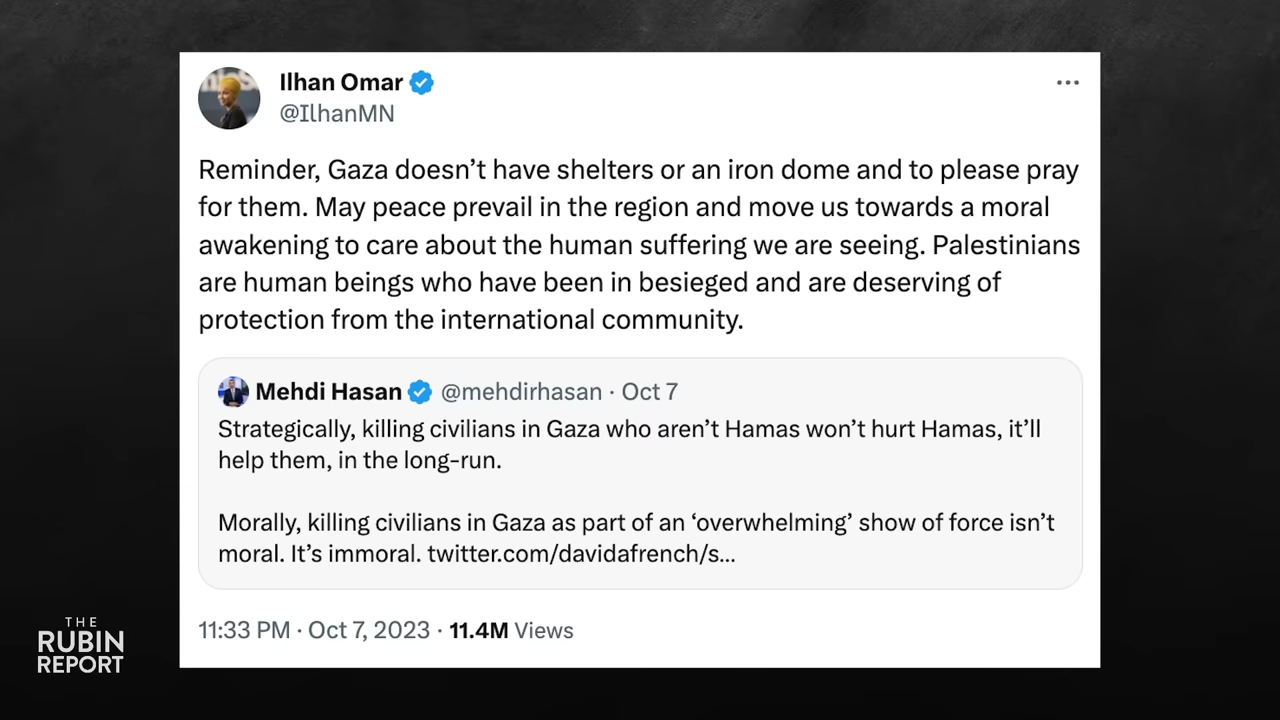 Ilhan Omar
@IlhanMN
Reminder, Gaza doesn’t have shelters or an iron dome and to please pray
for them. May peace prevail in the region and move us towards a moral
awakening to care about the human suffering we are seeing. Palestinians
are human beings who have been in besieged and are deserving of
protection from the international community.
Mehdi Hasan @mehdirhasan · Oct 7
Strategically, killing civilians in Gaza who aren’t Hamas won’t hurt Hamas, it’ll
help them, in the long-run.
Morally, killing civilians in Gaza as part of an ‘overwhelming’ show of force isn’t
moral. It’s immoral. twitter.com/davidafrench/s...
11:33 PM · Oct 7, 2023 · 11.4M Views
THE
RUBIN
REPORT